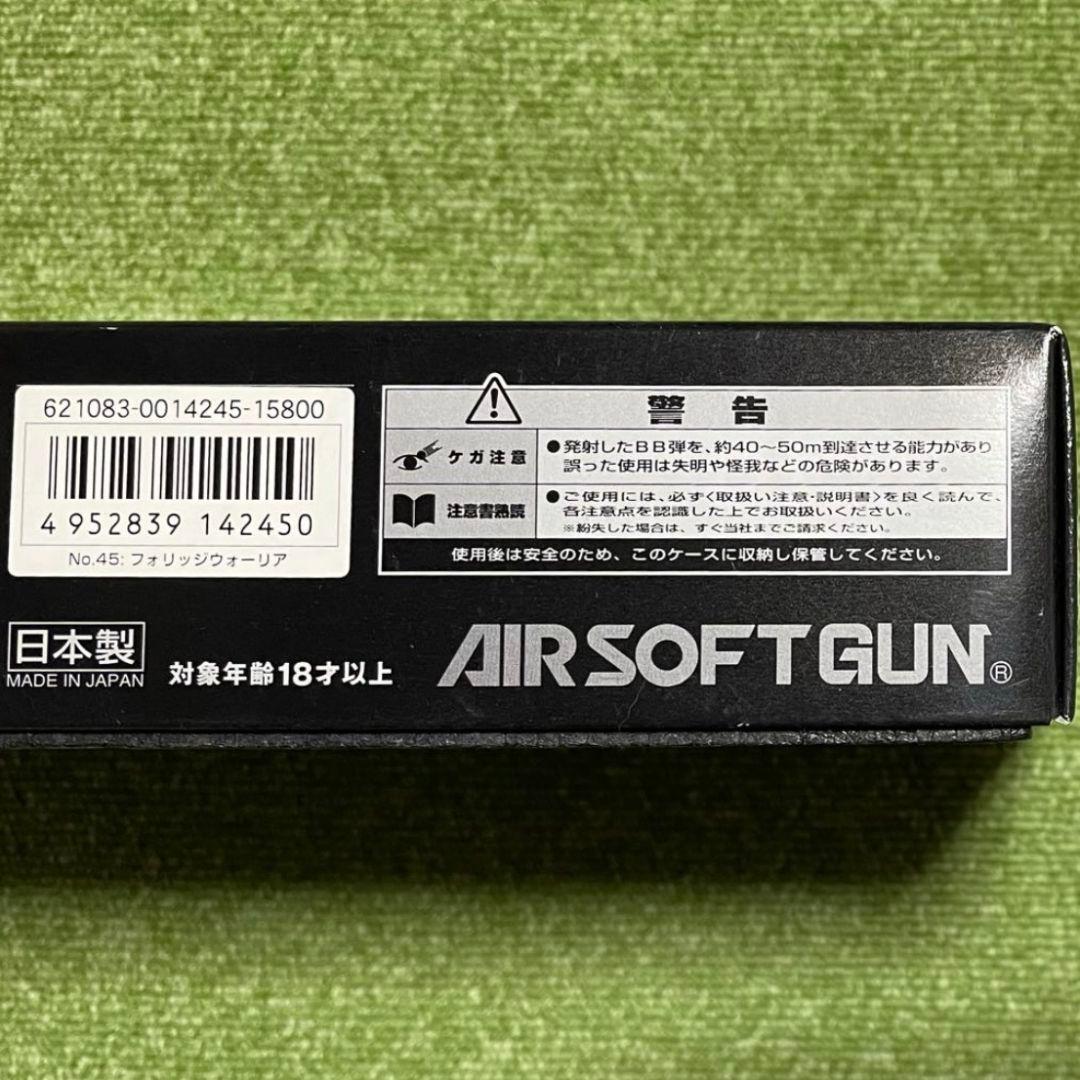 621083-0014245-15800
4 952839 142450
No.45: フォリッジウォーリア
警告
ケガ注意
●発射したBB弾を、約40〜50m到達させる能力があり
誤った使用は失明や怪我などの危険があります。
注意書熟読
●ご使用には、必ず〈取扱い注意・説明書〉を良く読んで、
各注意点を認識した上でお取扱いください。
※紛失した場合は、すぐ当社までご請求ください。
使用後は安全のため、このケースに収納し保管してください。
日本製
MADE IN JAPAN
対象年齢18才以上
AIRSOFTGUN®